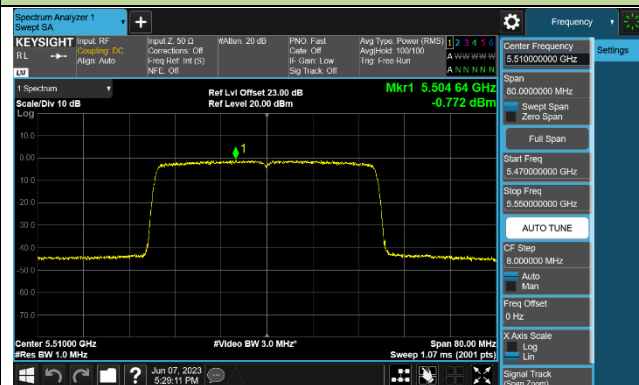 Spectrum Analyzer 1
Swept SA
Frequency
KEYSIGHT
RL
LXI
Input: RF
Coupling: DC
Align: Auto
Input Z: 50 Ω
Corrections: Off
Freq Ref: Int (S)
NFE: Off
#Atten: 20 dB
PNO: Fast
Gate: Off
IF Gain: Low
Sig Track: Off
Avg Type: Power (RMS)
Avg|Hold: 100/100
Trig: Free Run
1 2 3 4 5 6
A W W W W W
A N N N N N
Center Frequency
5.510000000 GHz
Settings
Span
80.0000000 MHz
Swept Span
Zero Span
Full Span
Start Freq
5.470000000 GHz
Stop Freq
5.550000000 GHz
AUTO TUNE
CF Step
8.000000 MHz
Auto
Man
Freq Offset
0 Hz
X Axis Scale
Log
Lin
Signal Track
(Span Zoom)
1 Spectrum
Scale/Div 10 dB
Log
Ref Lvl Offset 23.00 dB
Ref Level 20.00 dBm
Mkr1 5.504 64 GHz
-0.772 dBm
1
10.0
0.00
-10.0
-20.0
-30.0
-40.0
-50.0
-60.0
-70.0
Center 5.51000 GHz
#Res BW 1.0 MHz
#Video BW 3.0 MHz*
Span 80.00 MHz
Sweep 1.07 ms (2001 pts)
?
Jun 07, 2023
5:29:11 PM